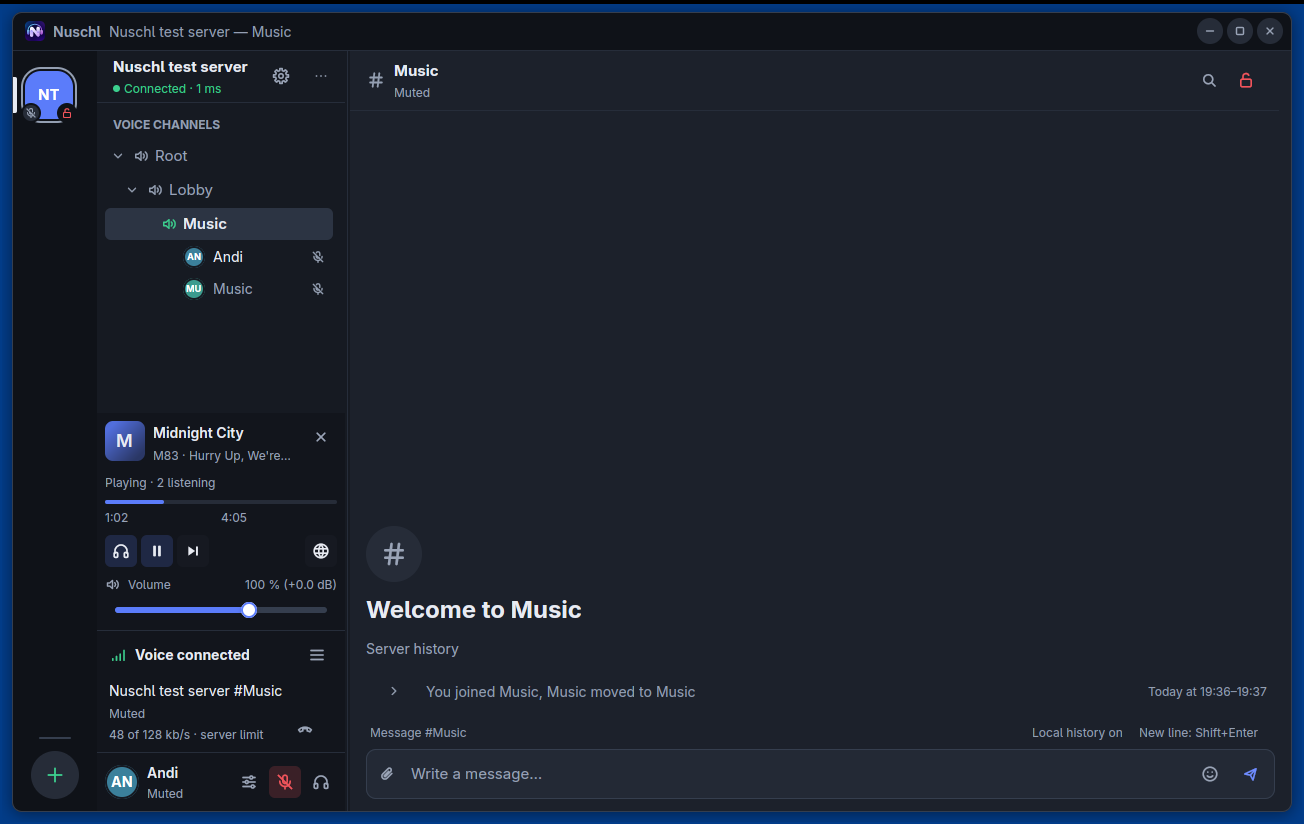 Nuschl Nuschl test server — Music
NT
Nuschl test server
Connected · 1 ms
VOICE CHANNELS
Root
Lobby
Music
AN Andi
MU Music
M
Midnight City
M83 · Hurry Up, We're...
Playing · 2 listening
1:02 4:05
Volume 100 % (+0.0 dB)
Voice connected
Nuschl test server #Music
Muted
48 of 128 kb/s · server limit
AN
Andi
Muted
Music
Muted
Welcome to Music
Server history
You joined Music, Music moved to Music Today at 19:36–19:37
Message #Music Local history on New line: Shift+Enter
Write a message...